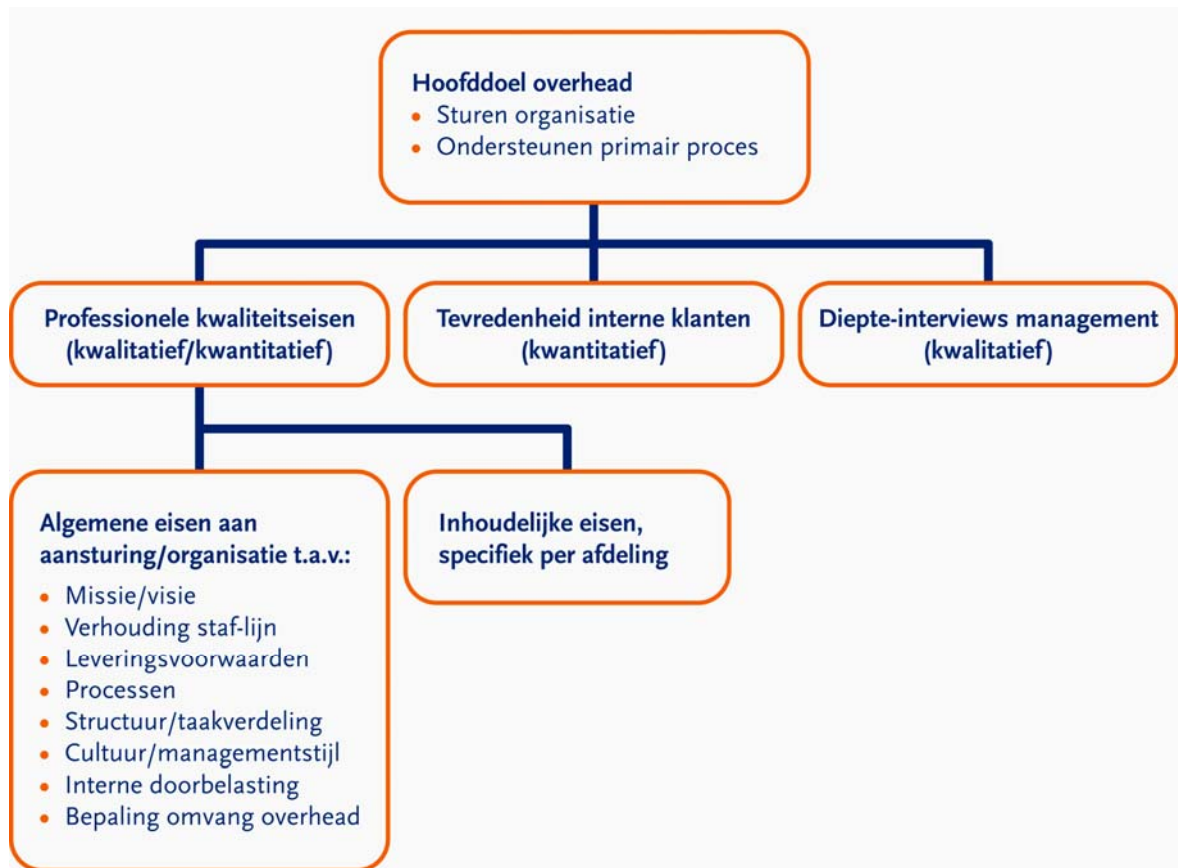 Hoofddoel overhead
• Sturen organisatie
• Ondersteunen primair proces
Professionele kwaliteitseisen
(kwalitatief/kwantitatief)
Tevredenheid interne klanten
(kwantitatief)
Diepte-interviews management
(kwalitatief)
Algemene eisen aan
aansturing/organisatie t.a.v.:
• Missie/visie
• Verhouding staf-lijn
• Leveringsvoorwaarden
• Processen
• Structuur/taakverdeling
• Cultuur/managementstijl
• Interne doorbelasting
• Bepaling omvang overhead
Inhoudelijke eisen,
specifiek per afdeling